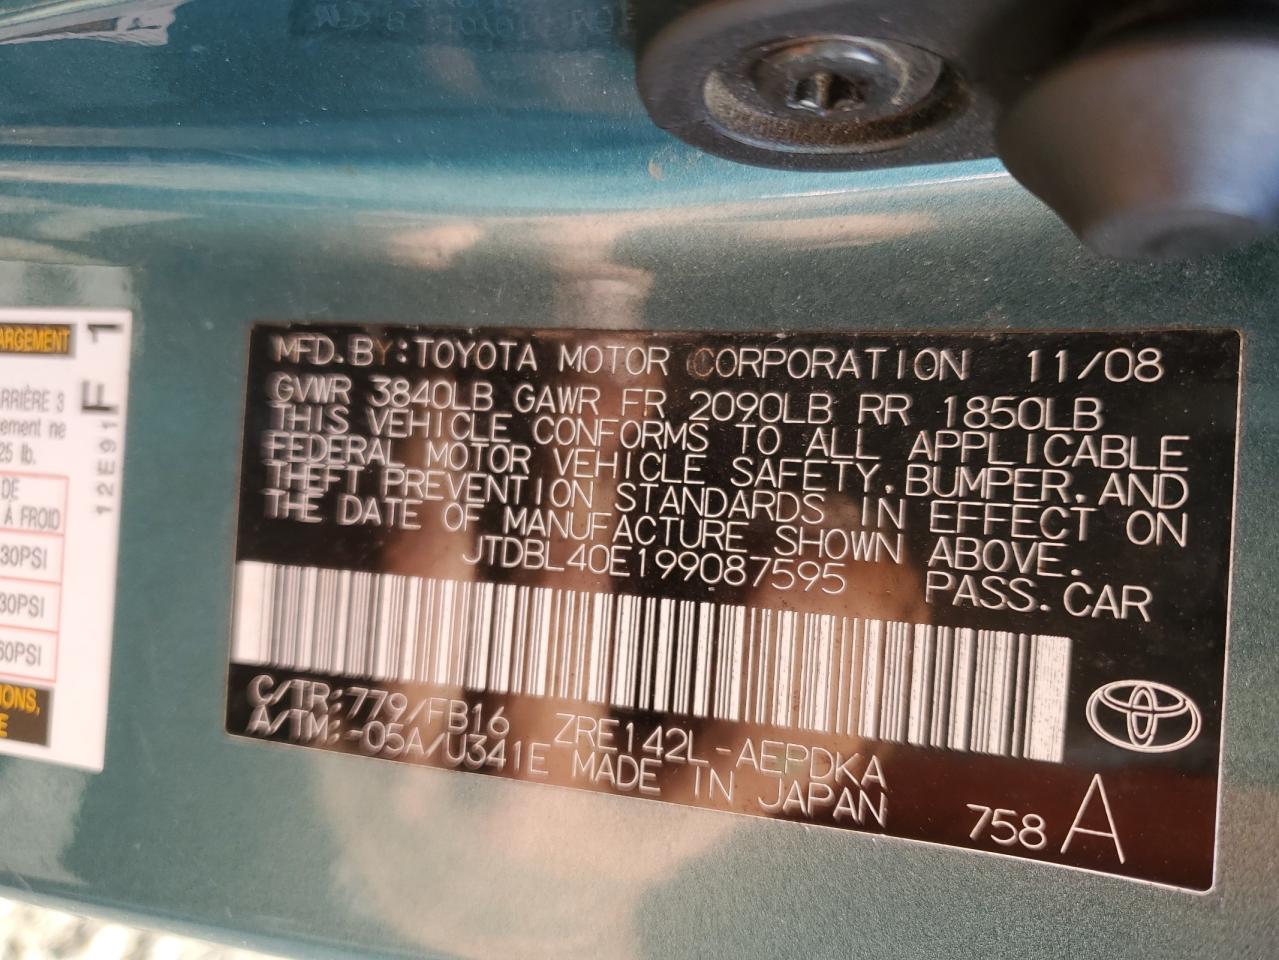 MFD.BY:TOYOTA MOTOR CORPORATION 11/08
GVWR 3840LB GAWR FR 2090LB RR 1850LB
THIS VEHICLE CONFORMS TO ALL APPLICABLE
FEDERAL MOTOR VEHICLE SAFETY,BUMPER,AND
THEFT PREVENTION STANDARDS IN EFFECT ON
THE DATE OF MANUFACTURE SHOWN ABOVE.
JTDBL40E199087595 PASS.CAR
C/TR:779/FB16 ZRE142L-AEPDKA
A/TM:-05A/U341E MADE IN JAPAN
758 A
ARGEMENT
RRIÈRE 3
ement ne
25 lb.
DE
À FROID
30PSI
30PSI
60PSI
IONS,
E
12E91 F 1